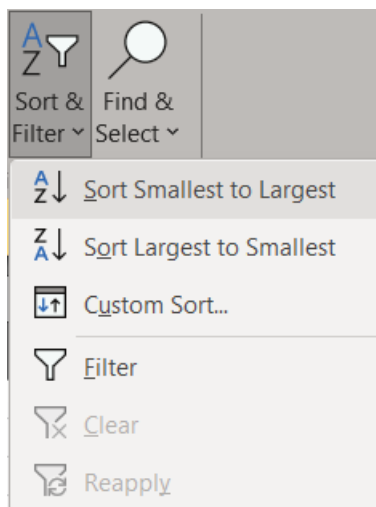 Sort &
Filter
Find &
Select
Sort Smallest to Largest
Sort Largest to Smallest
Custom Sort...
Filter
Clear
Reapply